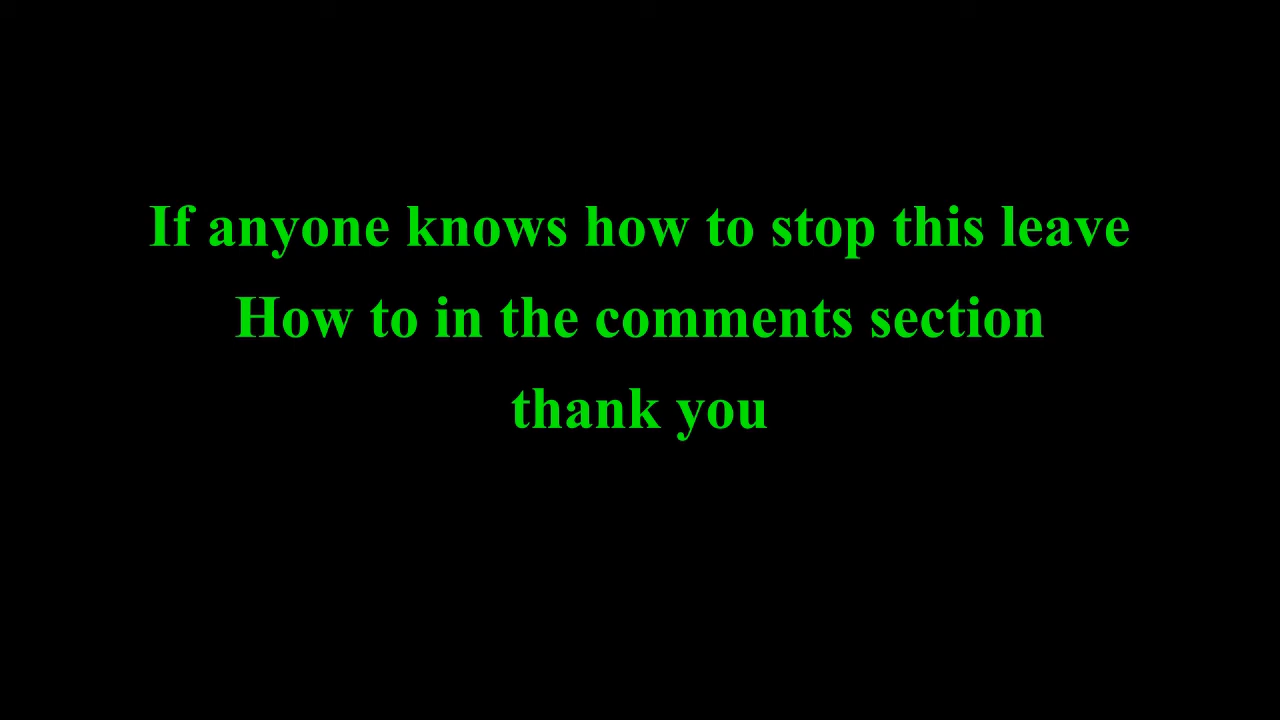 If anyone knows how to stop this leave
How to in the comments section
thank you